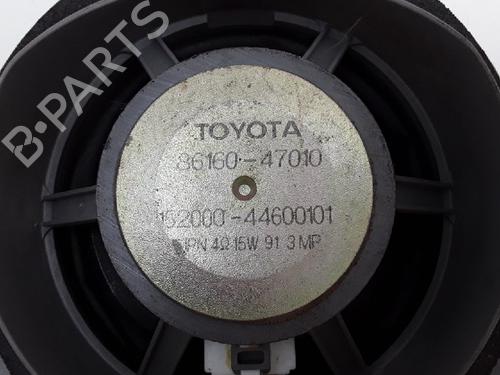 B-PARTS
TOYOTA
86160-47010
152000-44600101
JPN 4Ω 15W 91 3 MP